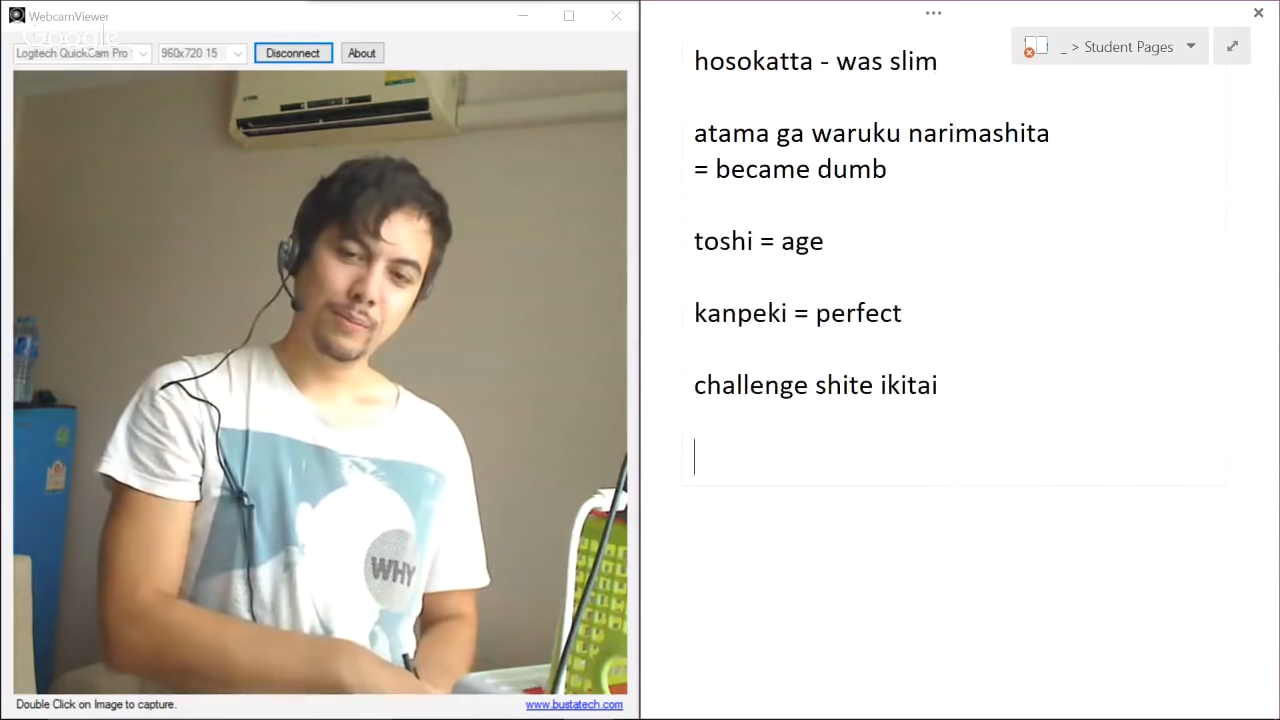 WebcamViewer
Google
Logitech QuickCam Pro
960x720 15
Disconnect
About
WHY
Double Click on Image to capture.
www.bustatech.com
_ > Student Pages
hosokatta - was slim
atama ga waruku narimashita
= became dumb
toshi = age
kanpeki = perfect
challenge shite ikitai